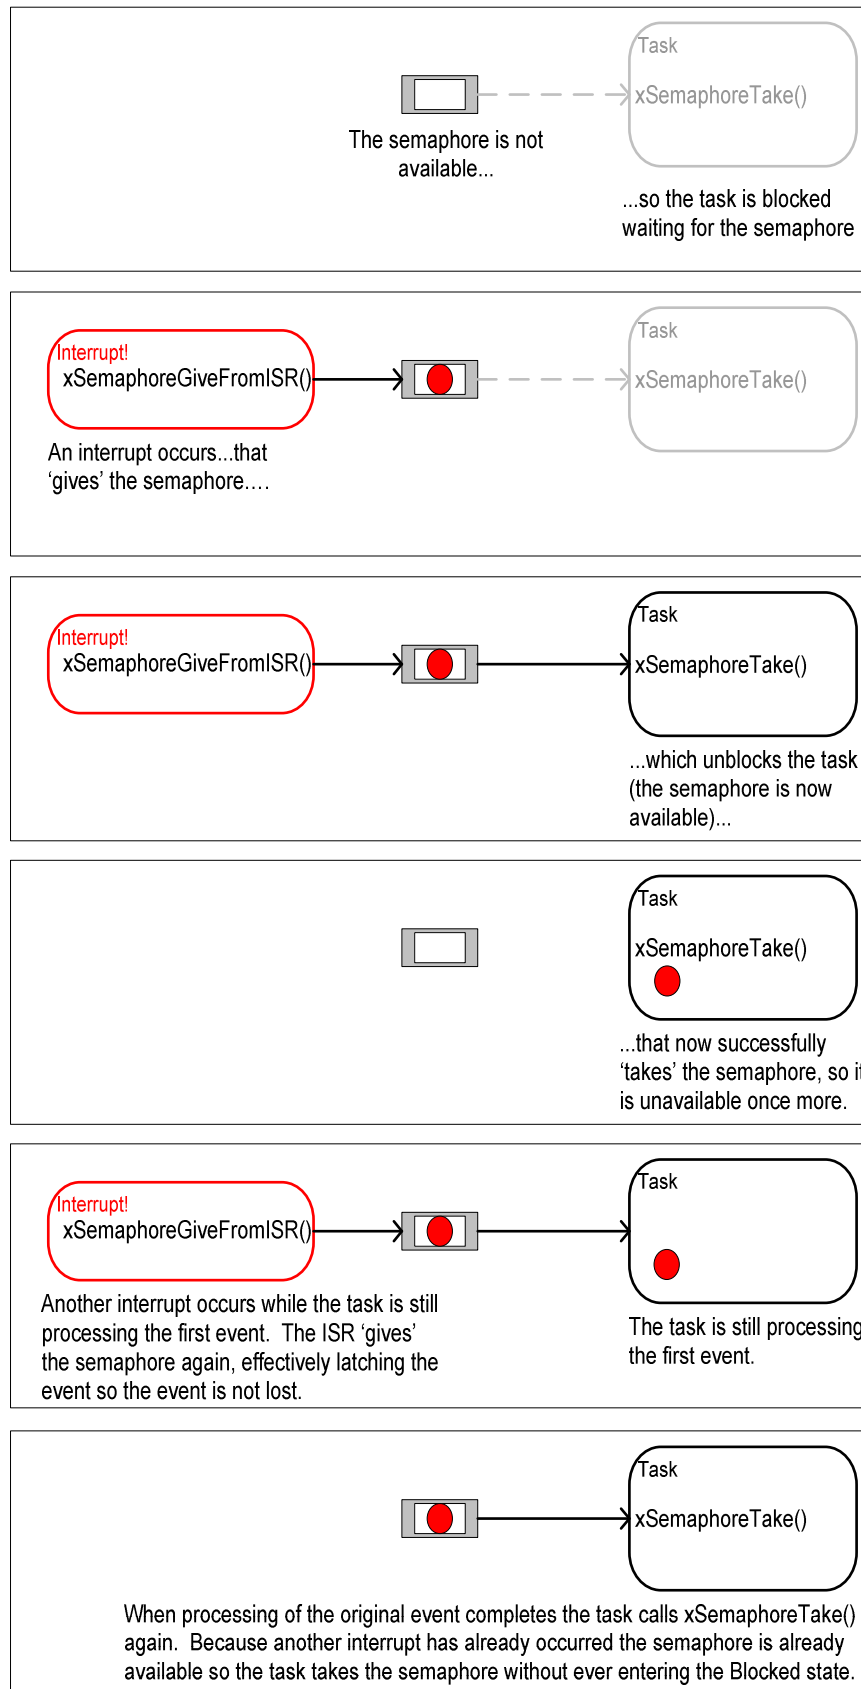 Task
xSemaphoreTake()
The semaphore is not
available...
...so the task is blocked
waiting for the semaphore
Interrupt!
xSemaphoreGiveFromISR()
Task
xSemaphoreTake()
An interrupt occurs...that
‘gives’ the semaphore....
Interrupt!
xSemaphoreGiveFromISR()
Task
xSemaphoreTake()
...which unblocks the task
(the semaphore is now
available)...
Task
xSemaphoreTake()
...that now successfully
‘takes’ the semaphore, so it
is unavailable once more.
Interrupt!
xSemaphoreGiveFromISR()
Task
Another interrupt occurs while the task is still
processing the first event.  The ISR ‘gives’
the semaphore again, effectively latching the
event so the event is not lost.
The task is still processing
the first event.
Task
xSemaphoreTake()
When processing of the original event completes the task calls xSemaphoreTake()
again.  Because another interrupt has already occurred the semaphore is already
available so the task takes the semaphore without ever entering the Blocked state.